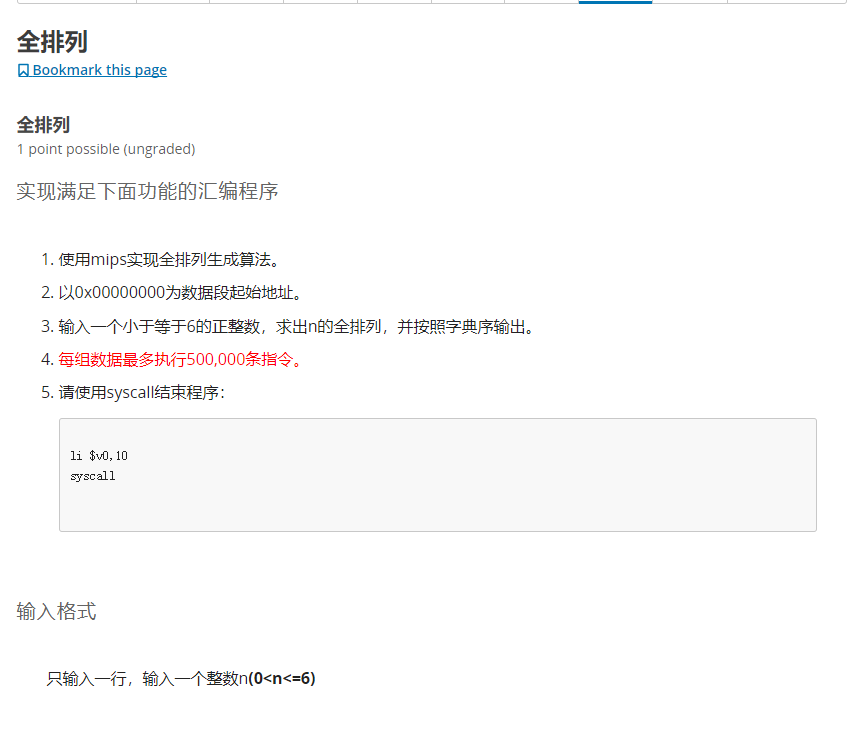 全排列
Bookmark this page
全排列
1 point possible (ungraded)
实现满足下面功能的汇编程序
1. 使用mips实现全排列生成算法。
2. 以0x00000000为数据段起始地址。
3. 输入一个小于等于6的正整数，求出n的全排列，并按照字典序输出。
4. 每组数据最多执行500,000条指令。
5. 请使用syscall结束程序：
li $v0,10
syscall
输入格式
只输入一行，输入一个整数n(0<n<=6)